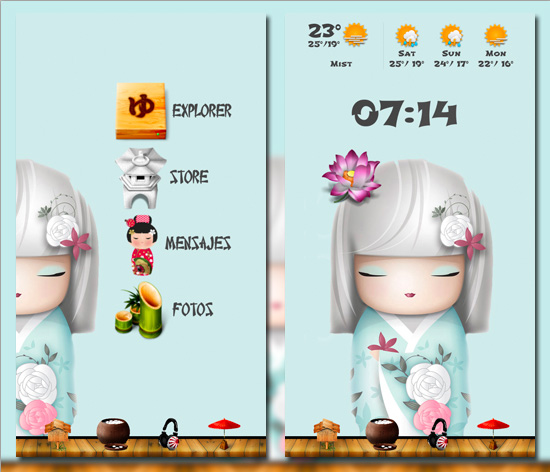 ゆ
EXPLORER
STORE
MENSAJES
FOTOS
23°
25°/19°
Mist
Sat
25°/ 19°
Sun
24°/ 17°
Mon
22°/ 16°
07:14